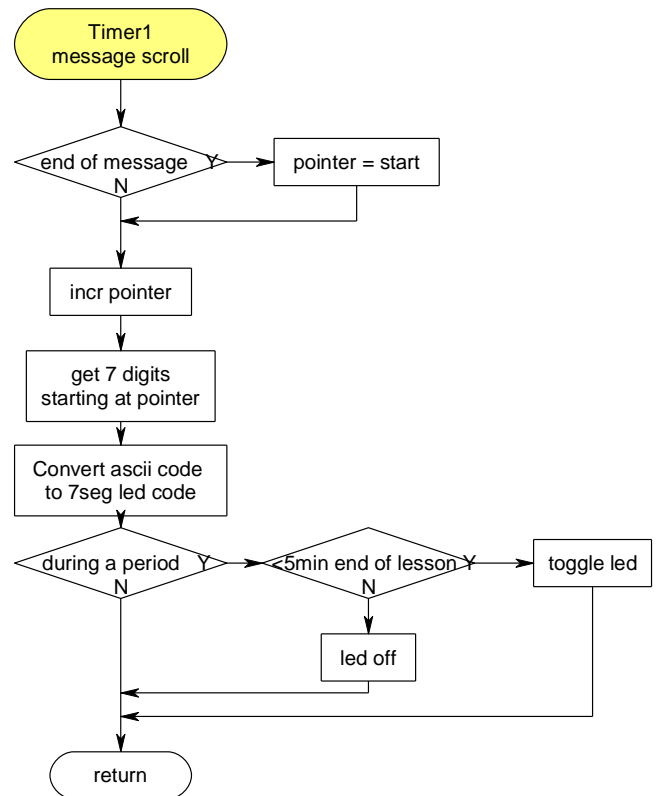 Timer1
message scroll
end of message
Y
N
pointer = start
incr pointer
get 7 digits
starting at pointer
Convert ascii code
to 7seg led code
during a period
Y
N
<5min end of lesson
Y
N
toggle led
led off
return